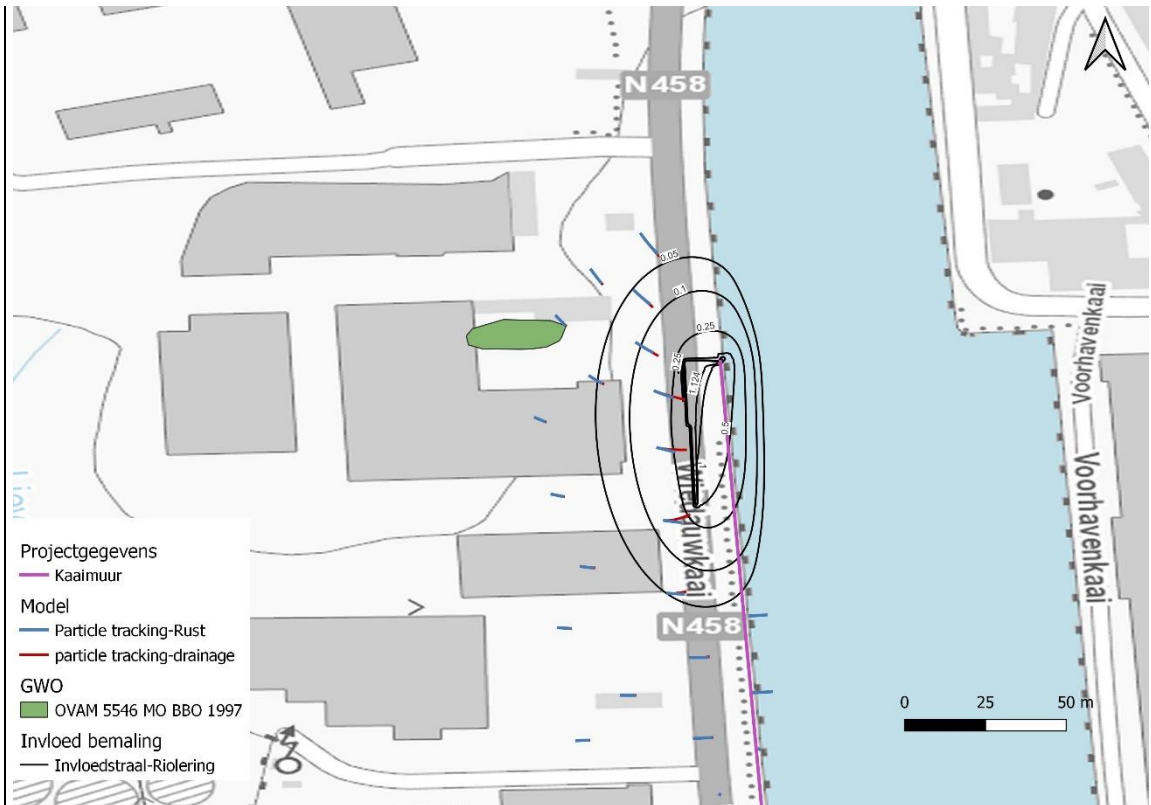 N 458
0.05
0.1
0.25
0.25
1.124
0.5
1
Wiedauwkaai
N458
Voorhavenkaai
Voorhavenkaai
Projectgegevens
Kaaimuur
Model
Particle tracking-Rust
particle tracking-drainage
GWO
OVAM 5546 MO BBO 1997
Invloed bemaling
Invloedstraal-Riolering
0 25 50 m